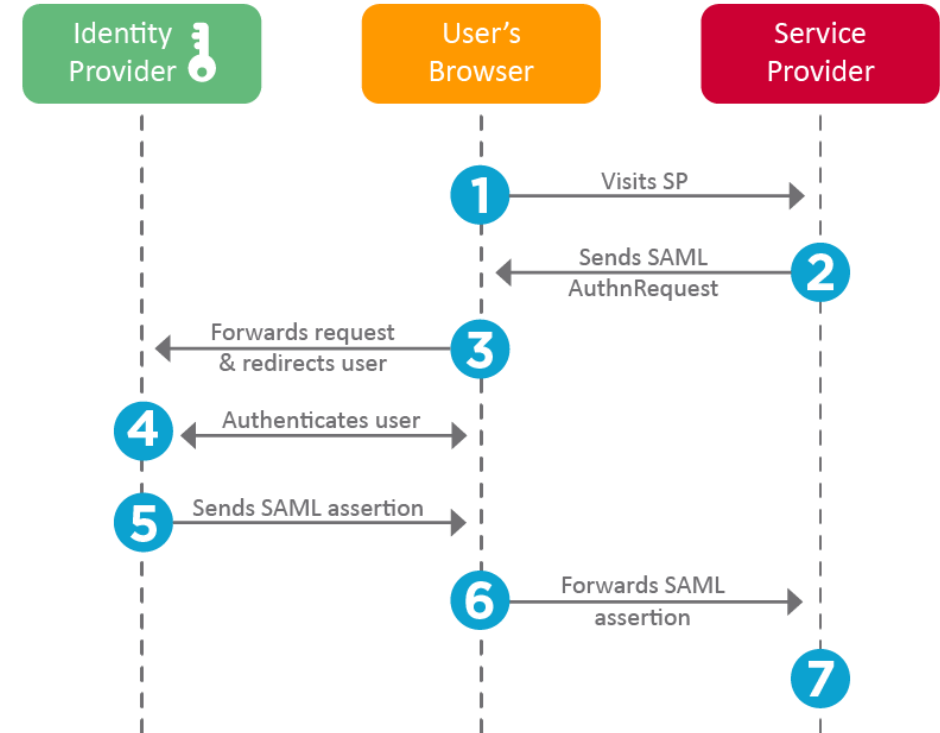 Identity
Provider
User’s
Browser
Service
Provider
1
Visits SP
Sends SAML
AuthnRequest
2
Forwards request
& redirects user
3
4
Authenticates user
5
Sends SAML assertion
6
Forwards SAML
assertion
7